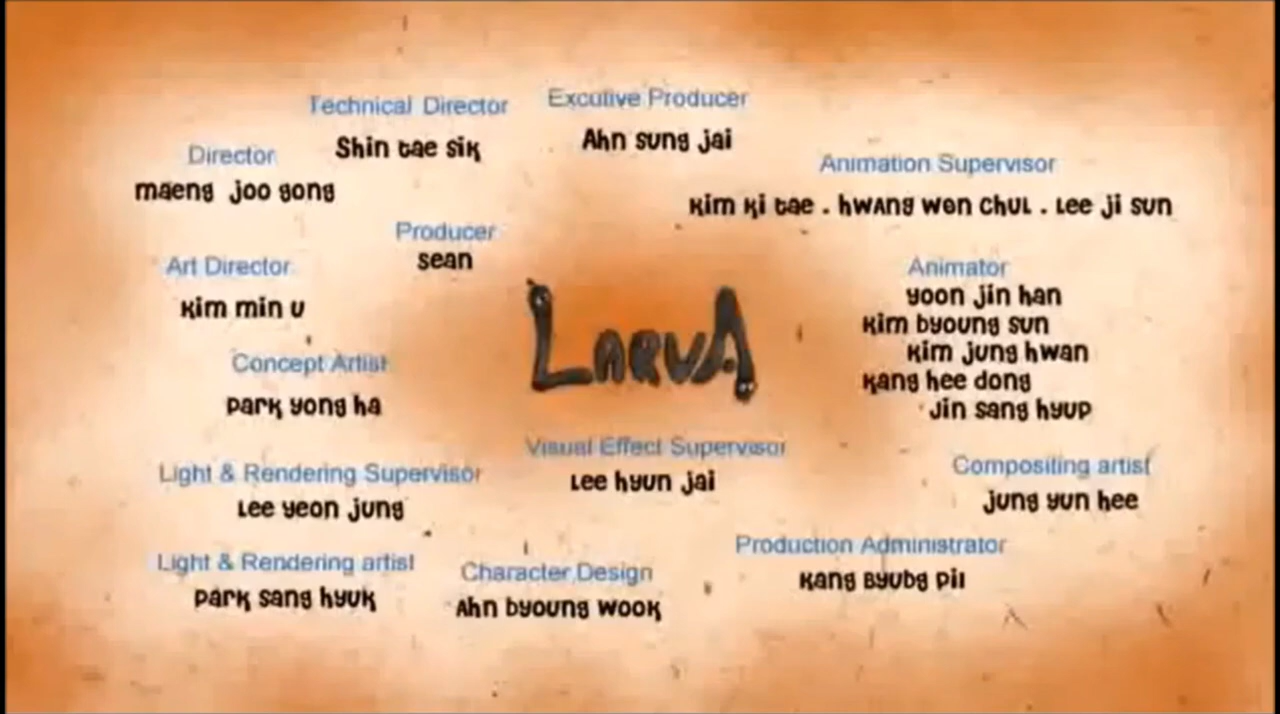 Technical Director
Shin tae sik
Excutive Producer
Ahn sung jai
Director
maeng joo gong
Animation Supervisor
kim ki tae . hwang won chul . Lee ji sun
Producer
sean
Art Director
kim min u
Animator
yoon jin han
kim byoung sun
kim jung hwan
kang hee dong
jin sang hyup
LARVA
Concept Artist
park yong ha
Visual Effect Supervisor
Lee hyun jai
Light & Rendering Supervisor
Lee yeon jung
Compositing artist
jung yun hee
Light & Rendering artist
park sang hyuk
Character Design
Ahn byoung wook
Production Administrator
kang Byubg pil